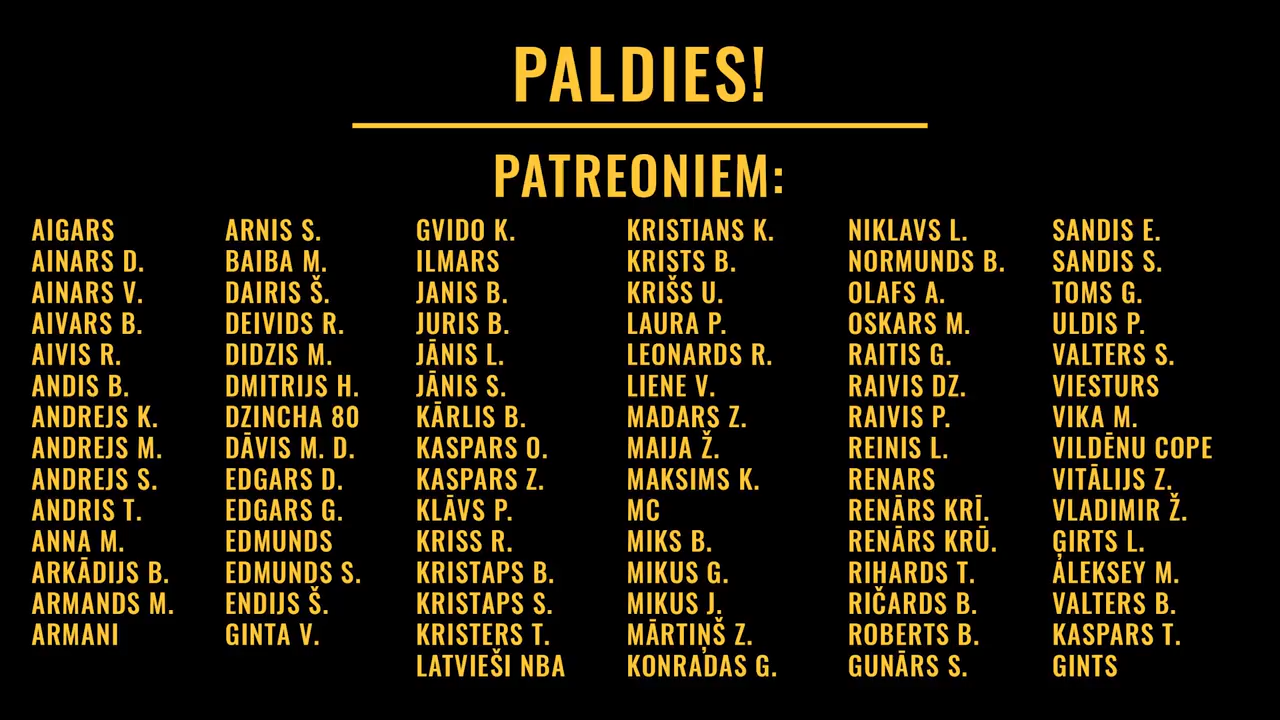 PALDIES!
PATREONIEM:
AIGARS
AINARS D.
AINARS V.
AIVARS B.
AIVIS R.
ANDIS B.
ANDREJS K.
ANDREJS M.
ANDREJS S.
ANDRIS T.
ANNA M.
ARKĀDIJS B.
ARMANDS M.
ARMANI
ARNIS S.
BAIBA M.
DAIRIS Š.
DEIVIDS R.
DIDZIS M.
DMITRIJS H.
DZINCHA 80
DĀVIS M. D.
EDGARS D.
EDGARS G.
EDMUNDS
EDMUNDS S.
ENDIJS Š.
GINTA V.
GVIDO K.
ILMARS
JANIS B.
JURIS B.
JĀNIS L.
JĀNIS S.
KĀRLIS B.
KASPARS O.
KASPARS Z.
KLĀVS P.
KRISS R.
KRISTAPS B.
KRISTAPS S.
KRISTERS T.
LATVIEŠI NBA
KRISTIANS K.
KRISTS B.
KRIŠS U.
LAURA P.
LEONARDS R.
LIENE V.
MADARS Z.
MAIJA Ž.
MAKSIMS K.
MC
MIKS B.
MIKUS G.
MIKUS J.
MĀRTIŅŠ Z.
KONRADAS G.
NIKLAVS L.
NORMUNDS B.
OLAFS A.
OSKARS M.
RAITIS G.
RAIVIS DZ.
RAIVIS P.
REINIS L.
RENARS
RENĀRS KRĪ.
RENĀRS KRŪ.
RIHARDS T.
RIČARDS B.
ROBERTS B.
GUNĀRS S.
SANDIS E.
SANDIS S.
TOMS G.
ULDIS P.
VALTERS S.
VIESTURS
VIKA M.
VILDĒNU COPE
VITĀLIJS Z.
VLADIMIR Ž.
ĢIRTS L.
ALEKSEY M.
VALTERS B.
KASPARS T.
GINTS